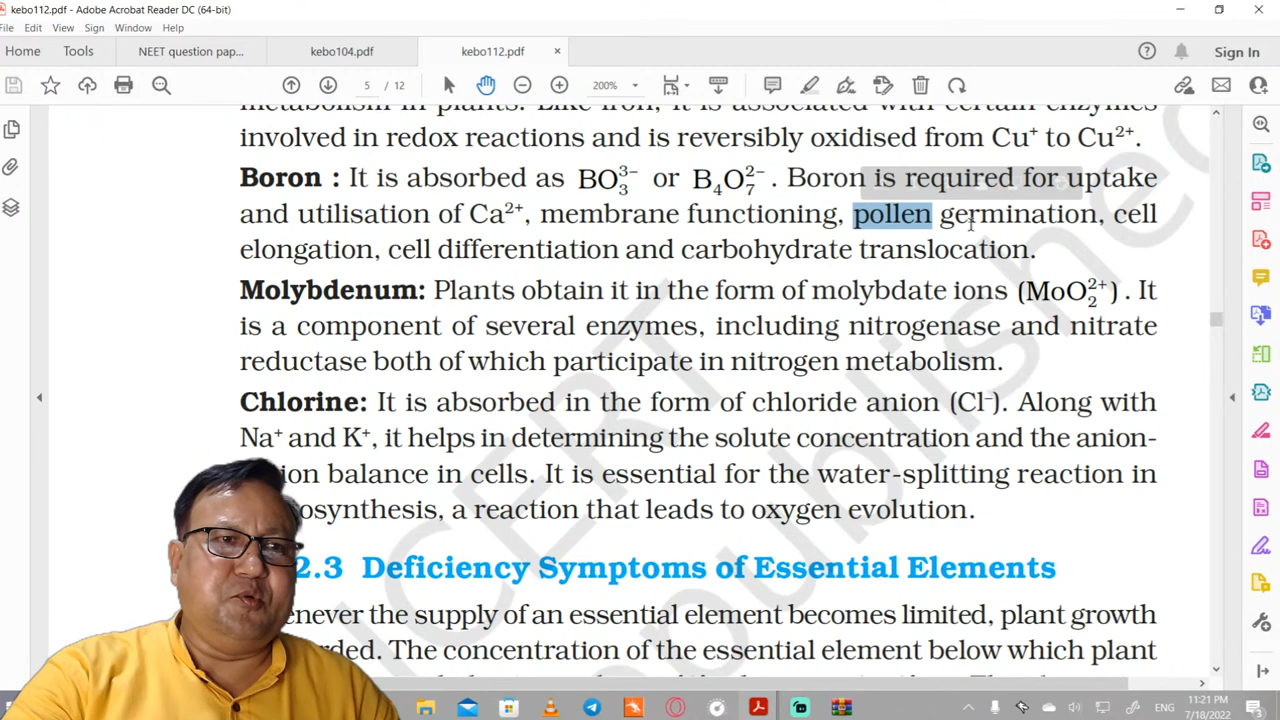 kebo112.pdf - Adobe Acrobat Reader DC (64-bit)
File Edit View Sign Window Help
Home Tools NEET question pap... kebo104.pdf kebo112.pdf × Sign In
5 / 12 200%
metabolism in plants. Like iron, it is associated with certain enzymes
involved in redox reactions and is reversibly oxidised from Cu⁺ to Cu²⁺.
Boron : It is absorbed as BO₃³⁻ or B₄O₇²⁻. Boron is required for uptake
and utilisation of Ca²⁺, membrane functioning, pollen germination, cell
elongation, cell differentiation and carbohydrate translocation.
Molybdenum: Plants obtain it in the form of molybdate ions (MoO₂²⁺). It
is a component of several enzymes, including nitrogenase and nitrate
reductase both of which participate in nitrogen metabolism.
Chlorine: It is absorbed in the form of chloride anion (Cl⁻). Along with
Na⁺ and K⁺, it helps in determining the solute concentration and the anion-
ion balance in cells. It is essential for the water-splitting reaction in
osynthesis, a reaction that leads to oxygen evolution.
2.3 Deficiency Symptoms of Essential Elements
enever the supply of an essential element becomes limited, plant growth
rded. The concentration of the essential element below which plant
ENG 11:21 PM
7/18/2022